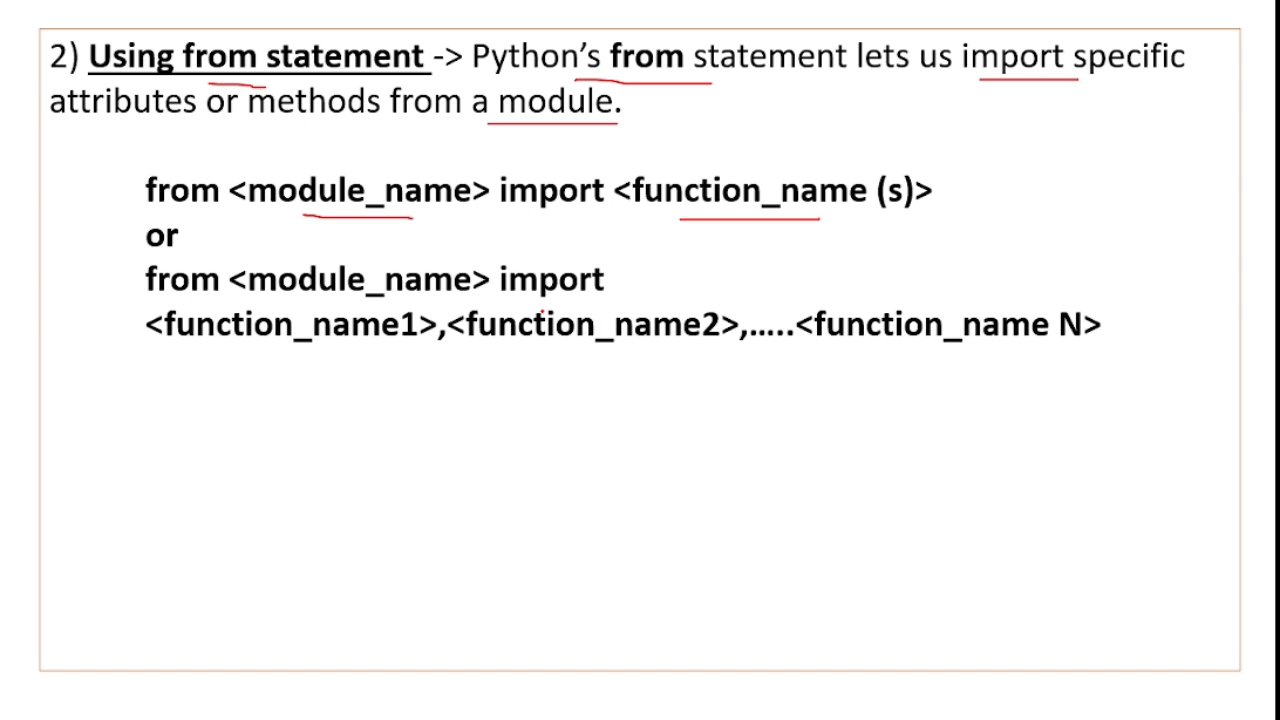 2) Using from statement -> Python’s from statement lets us import specific
attributes or methods from a module.
from <module_name> import <function_name (s)>
or
from <module_name> import
<function_name1>,<function_name2>,…..<function_name N>